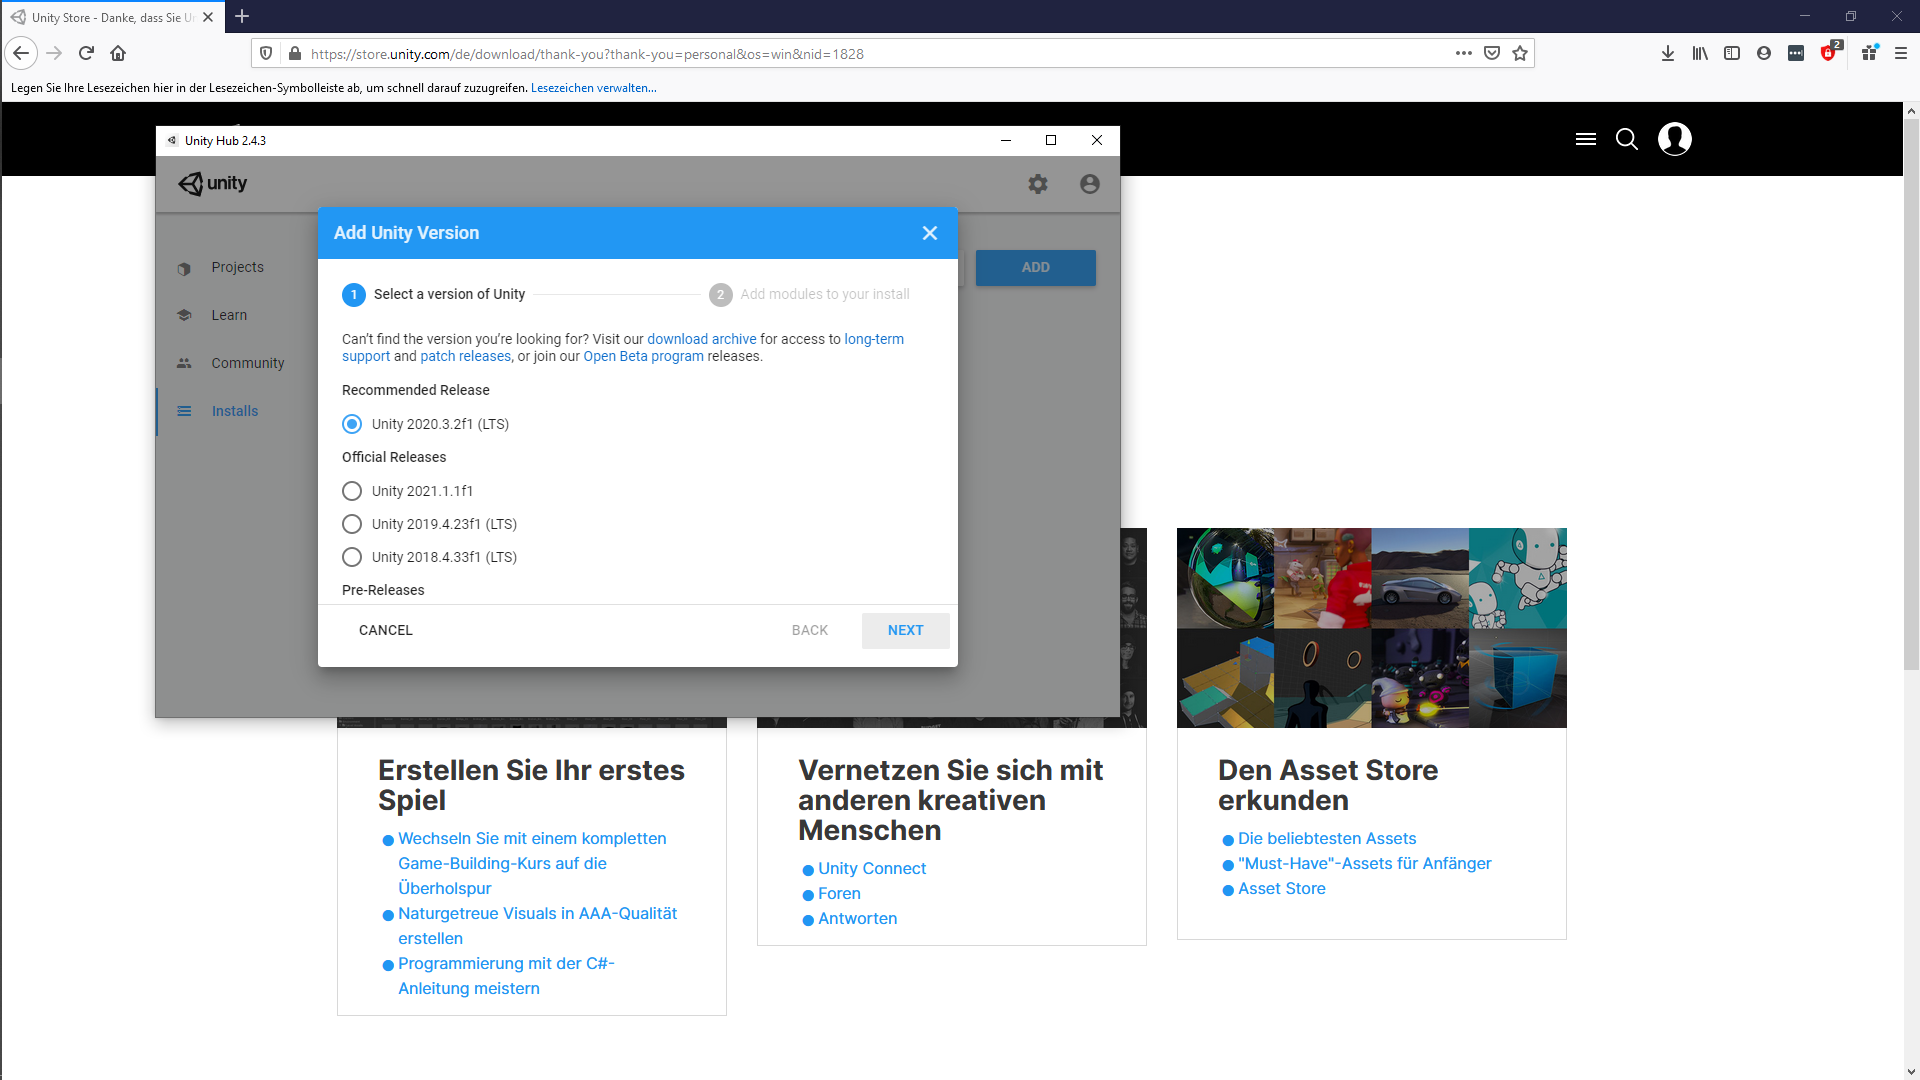 Unity Store - Danke, dass Sie Un
https://store.unity.com/de/download/thank-you?thank-you=personal&os=win&nid=1828
2
Legen Sie Ihre Lesezeichen hier in der Lesezeichen-Symbolleiste ab, um schnell darauf zuzugreifen. Lesezeichen verwalten...
Unity Hub 2.4.3
unity
Projects
Learn
Community
Installs
ADD
Add Unity Version
1 Select a version of Unity
2 Add modules to your install
Can't find the version you're looking for? Visit our download archive for access to long-term
support and patch releases, or join our Open Beta program releases.
Recommended Release
Unity 2020.3.2f1 (LTS)
Official Releases
Unity 2021.1.1f1
Unity 2019.4.23f1 (LTS)
Unity 2018.4.33f1 (LTS)
Pre-Releases
CANCEL
BACK
NEXT
Erstellen Sie Ihr erstes
Spiel
Wechseln Sie mit einem kompletten
Game-Building-Kurs auf die
Überholspur
Naturgetreue Visuals in AAA-Qualität
erstellen
Programmierung mit der C#-
Anleitung meistern
Vernetzen Sie sich mit
anderen kreativen
Menschen
Unity Connect
Foren
Antworten
Den Asset Store
erkunden
Die beliebtesten Assets
"Must-Have"-Assets für Anfänger
Asset Store